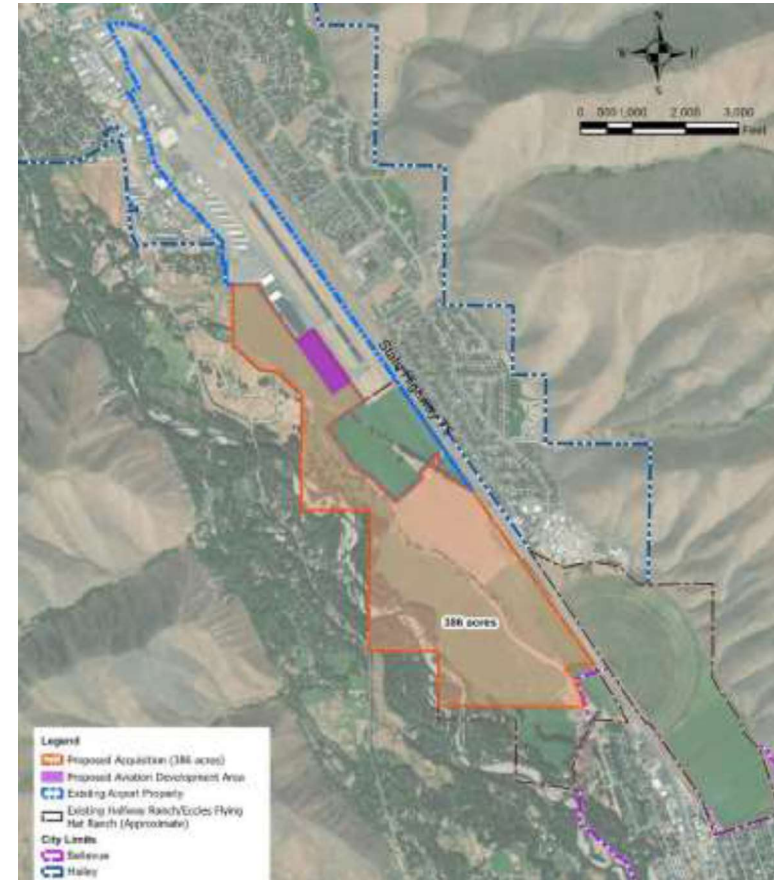 N
W E
S
0 500 1,000 2,000 3,000
Feet
State Highway 75
386 acres
Legend
Proposed Acquisition (386 acres)
Proposed Aviation Development Area
Existing Airport Property
Existing Halfway Ranch/Eccles Flying
Hat Ranch (Approximate)
City Limits
Bellevue
Hailey